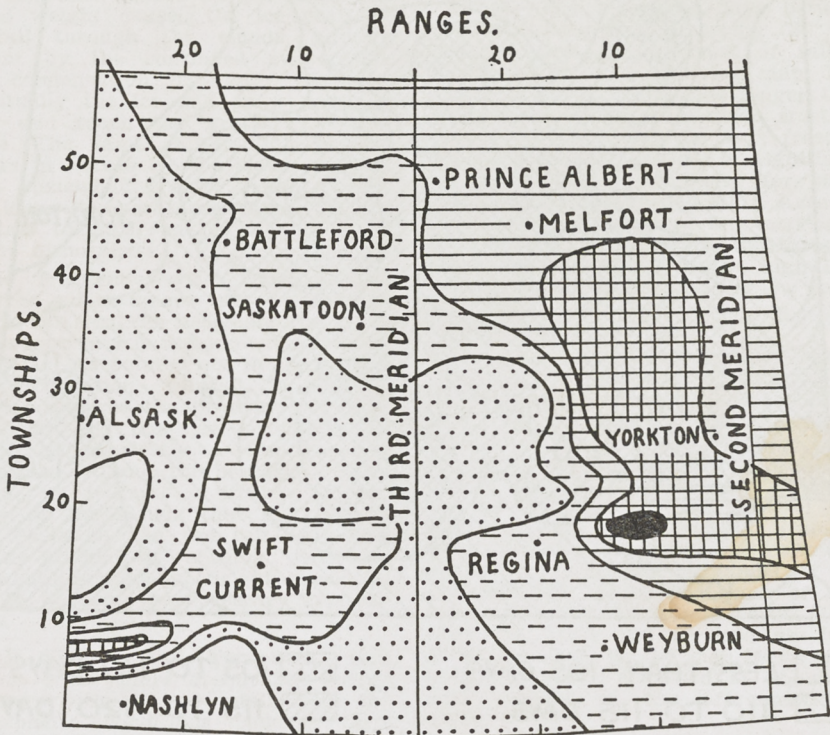 RANGES.
20 10 20 10
50
PRINCE ALBERT
MELFORT
BATTLEFORD
40
SASKATOON
TOWNSHIPS.
THIRD MERIDIAN
SECOND MERIDIAN
30
ALSASK
YORKTON
20
SWIFT
CURRENT
REGINA
10
WEYBURN
NASHLYN